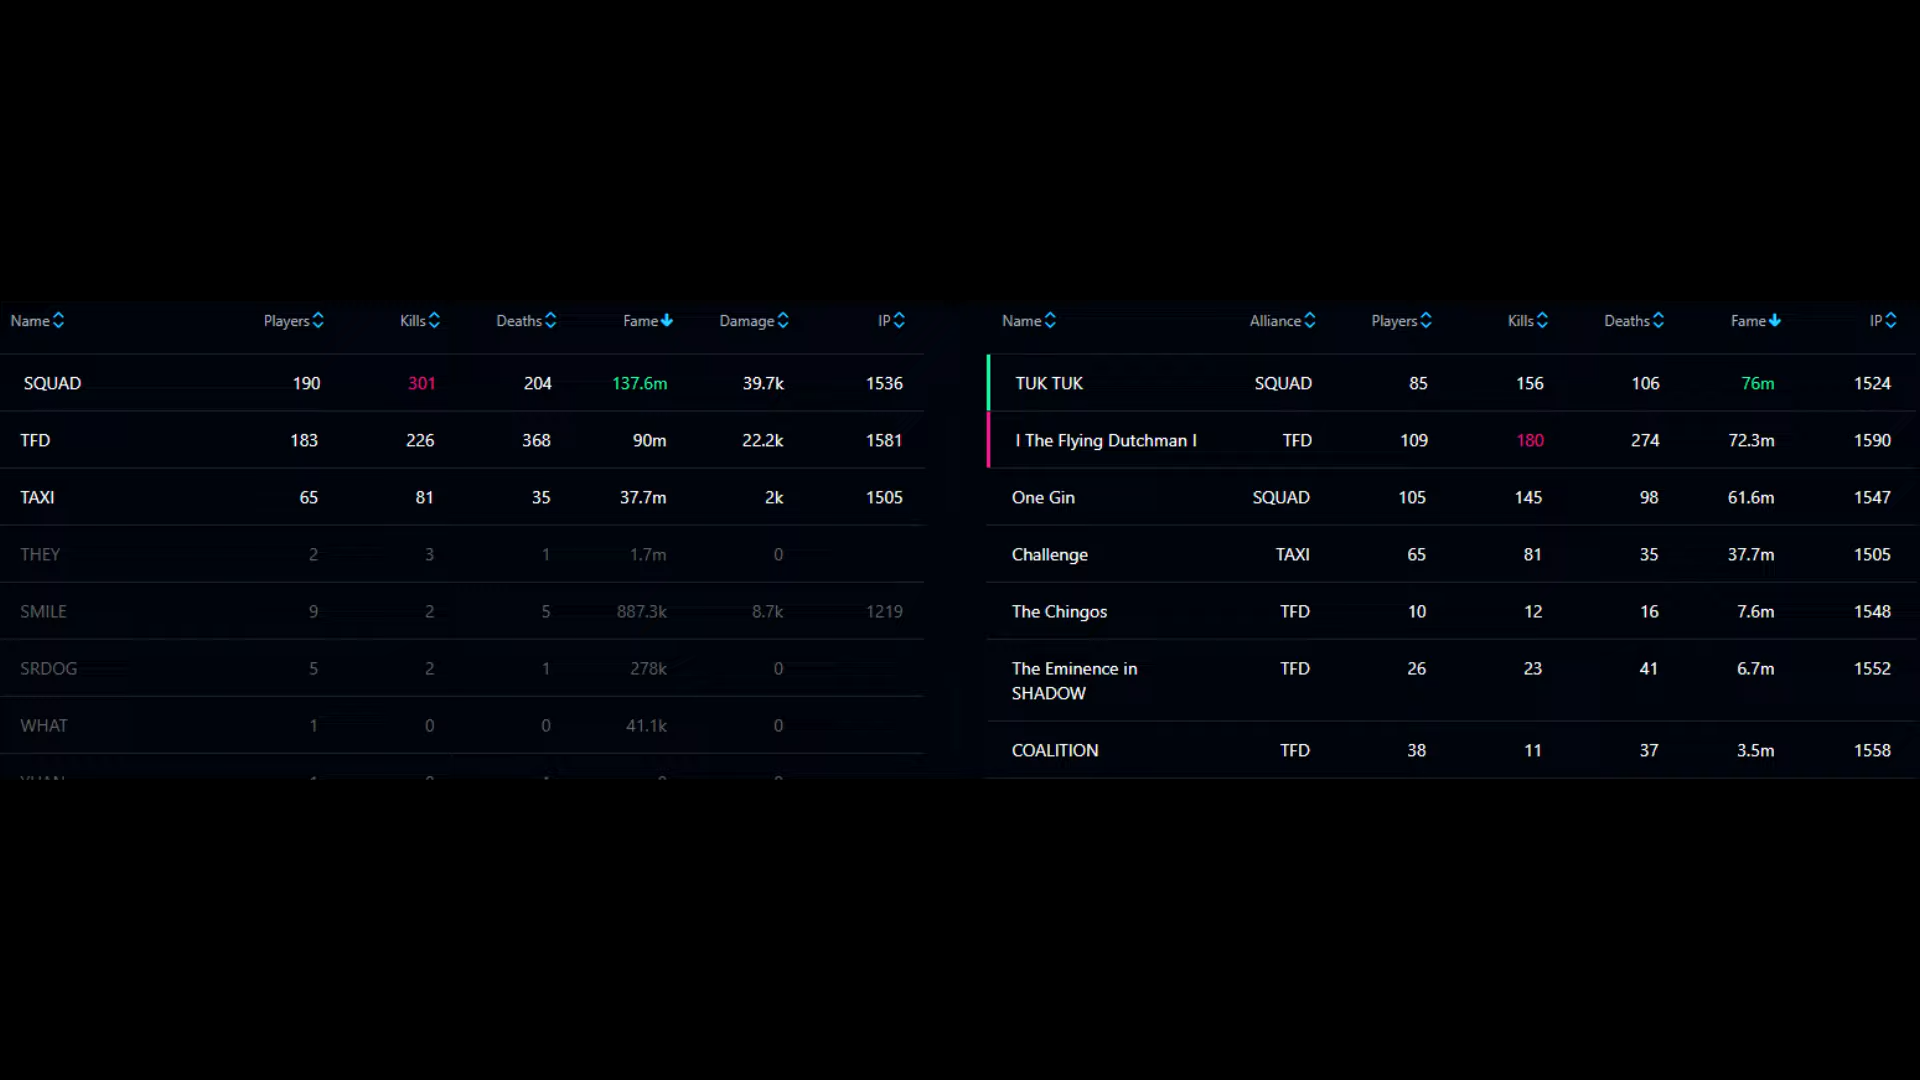 Name Players Kills Deaths Fame Damage IP
SQUAD 190 301 204 137.6m 39.7k 1536
TFD 183 226 368 90m 22.2k 1581
TAXI 65 81 35 37.7m 2k 1505
THEY 2 3 1 1.7m 0
SMILE 9 2 5 887.3k 8.7k 1219
SRDOG 5 2 1 278k 0
WHAT 1 0 0 41.1k 0
Name Alliance Players Kills Deaths Fame IP
TUK TUK SQUAD 85 156 106 76m 1524
I The Flying Dutchman I TFD 109 180 274 72.3m 1590
One Gin SQUAD 105 145 98 61.6m 1547
Challenge TAXI 65 81 35 37.7m 1505
The Chingos TFD 10 12 16 7.6m 1548
The Eminence in TFD 26 23 41 6.7m 1552
SHADOW
COALITION TFD 38 11 37 3.5m 1558